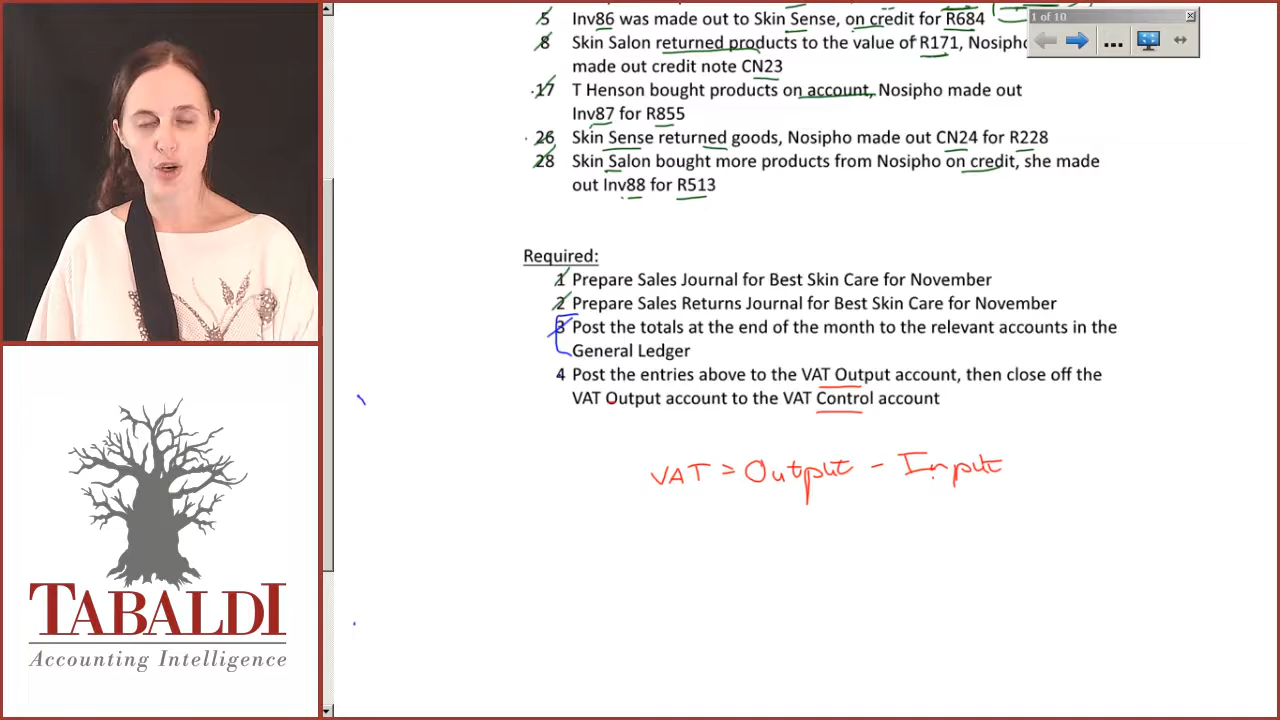 5 Inv86 was made out to Skin Sense, on credit for R684
1 of 10
8 Skin Salon returned products to the value of R171, Nosipho
made out credit note CN23
17 T Henson bought products on account, Nosipho made out
Inv87 for R855
26 Skin Sense returned goods, Nosipho made out CN24 for R228
28 Skin Salon bought more products from Nosipho on credit, she made
out Inv88 for R513
Required:
1 Prepare Sales Journal for Best Skin Care for November
2 Prepare Sales Returns Journal for Best Skin Care for November
3 Post the totals at the end of the month to the relevant accounts in the
General Ledger
4 Post the entries above to the VAT Output account, then close off the
VAT Output account to the VAT Control account
VAT = Output - Input
TABALDI
Accounting Intelligence